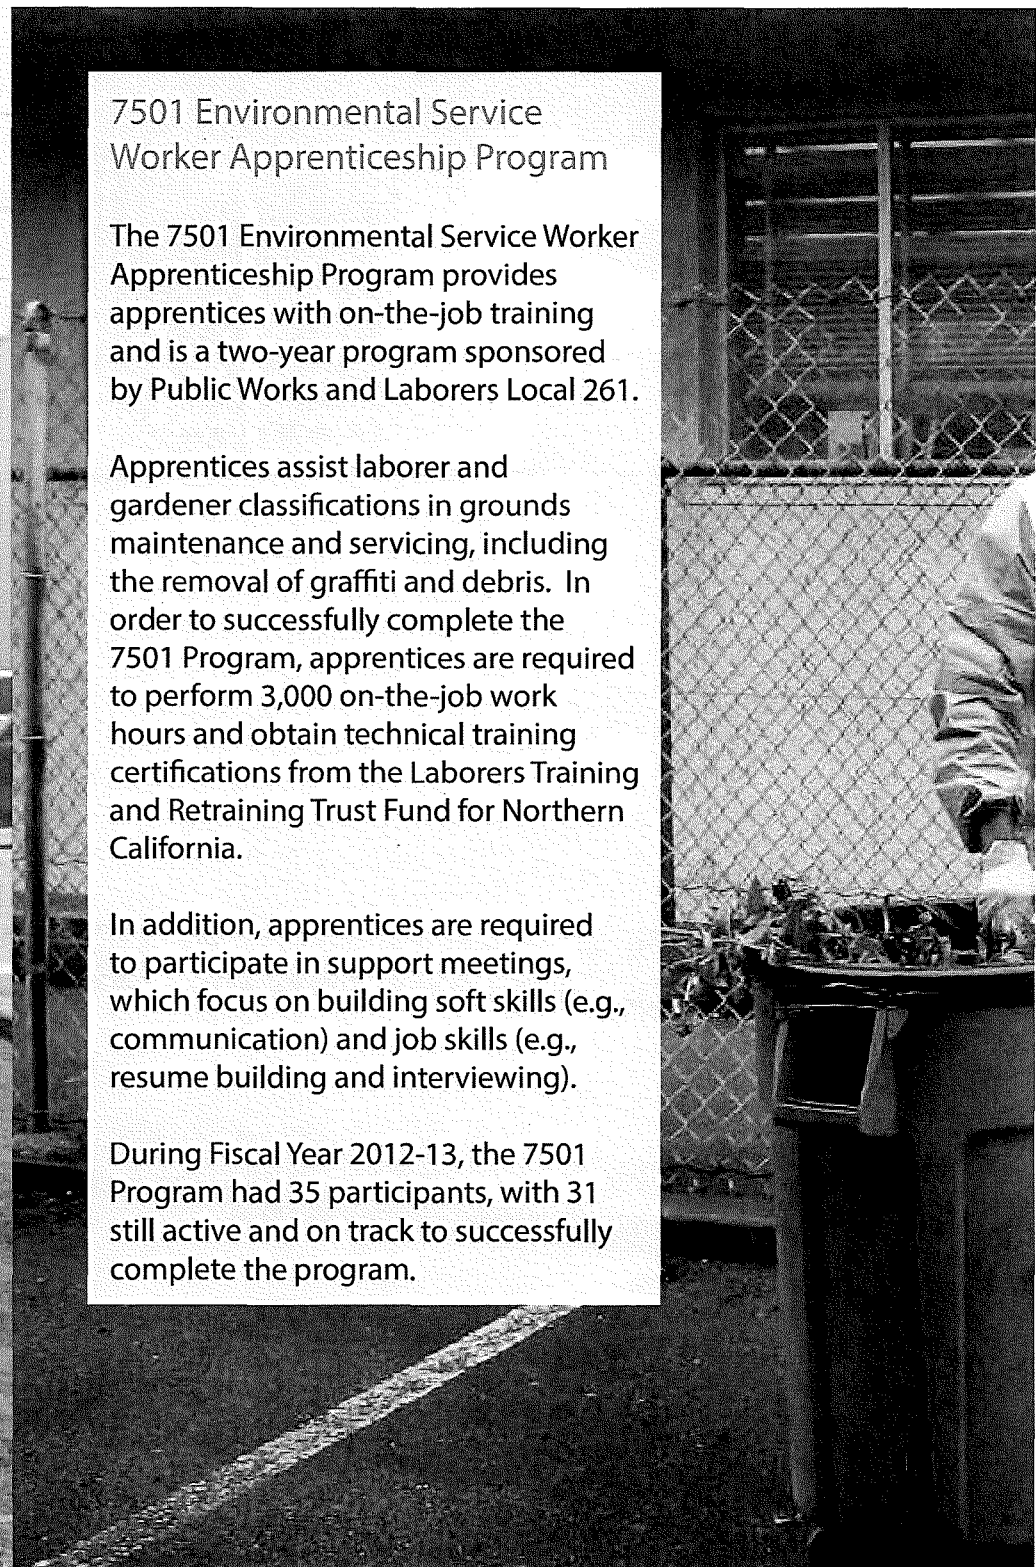 7501 Environmental Service
Worker Apprenticeship Program
The 7501 Environmental Service Worker
Apprenticeship Program provides
apprentices with on-the-job training
and is a two-year program sponsored
by Public Works and Laborers Local 261.
Apprentices assist laborer and
gardener classifications in grounds
maintenance and servicing, including
the removal of graffiti and debris.  In
order to successfully complete the
7501 Program, apprentices are required
to perform 3,000 on-the-job work
hours and obtain technical training
certifications from the Laborers Training
and Retraining Trust Fund for Northern
California.
In addition, apprentices are required
to participate in support meetings,
which focus on building soft skills (e.g.,
communication) and job skills (e.g.,
resume building and interviewing).
During Fiscal Year 2012-13, the 7501
Program had 35 participants, with 31
still active and on track to successfully
complete the program.